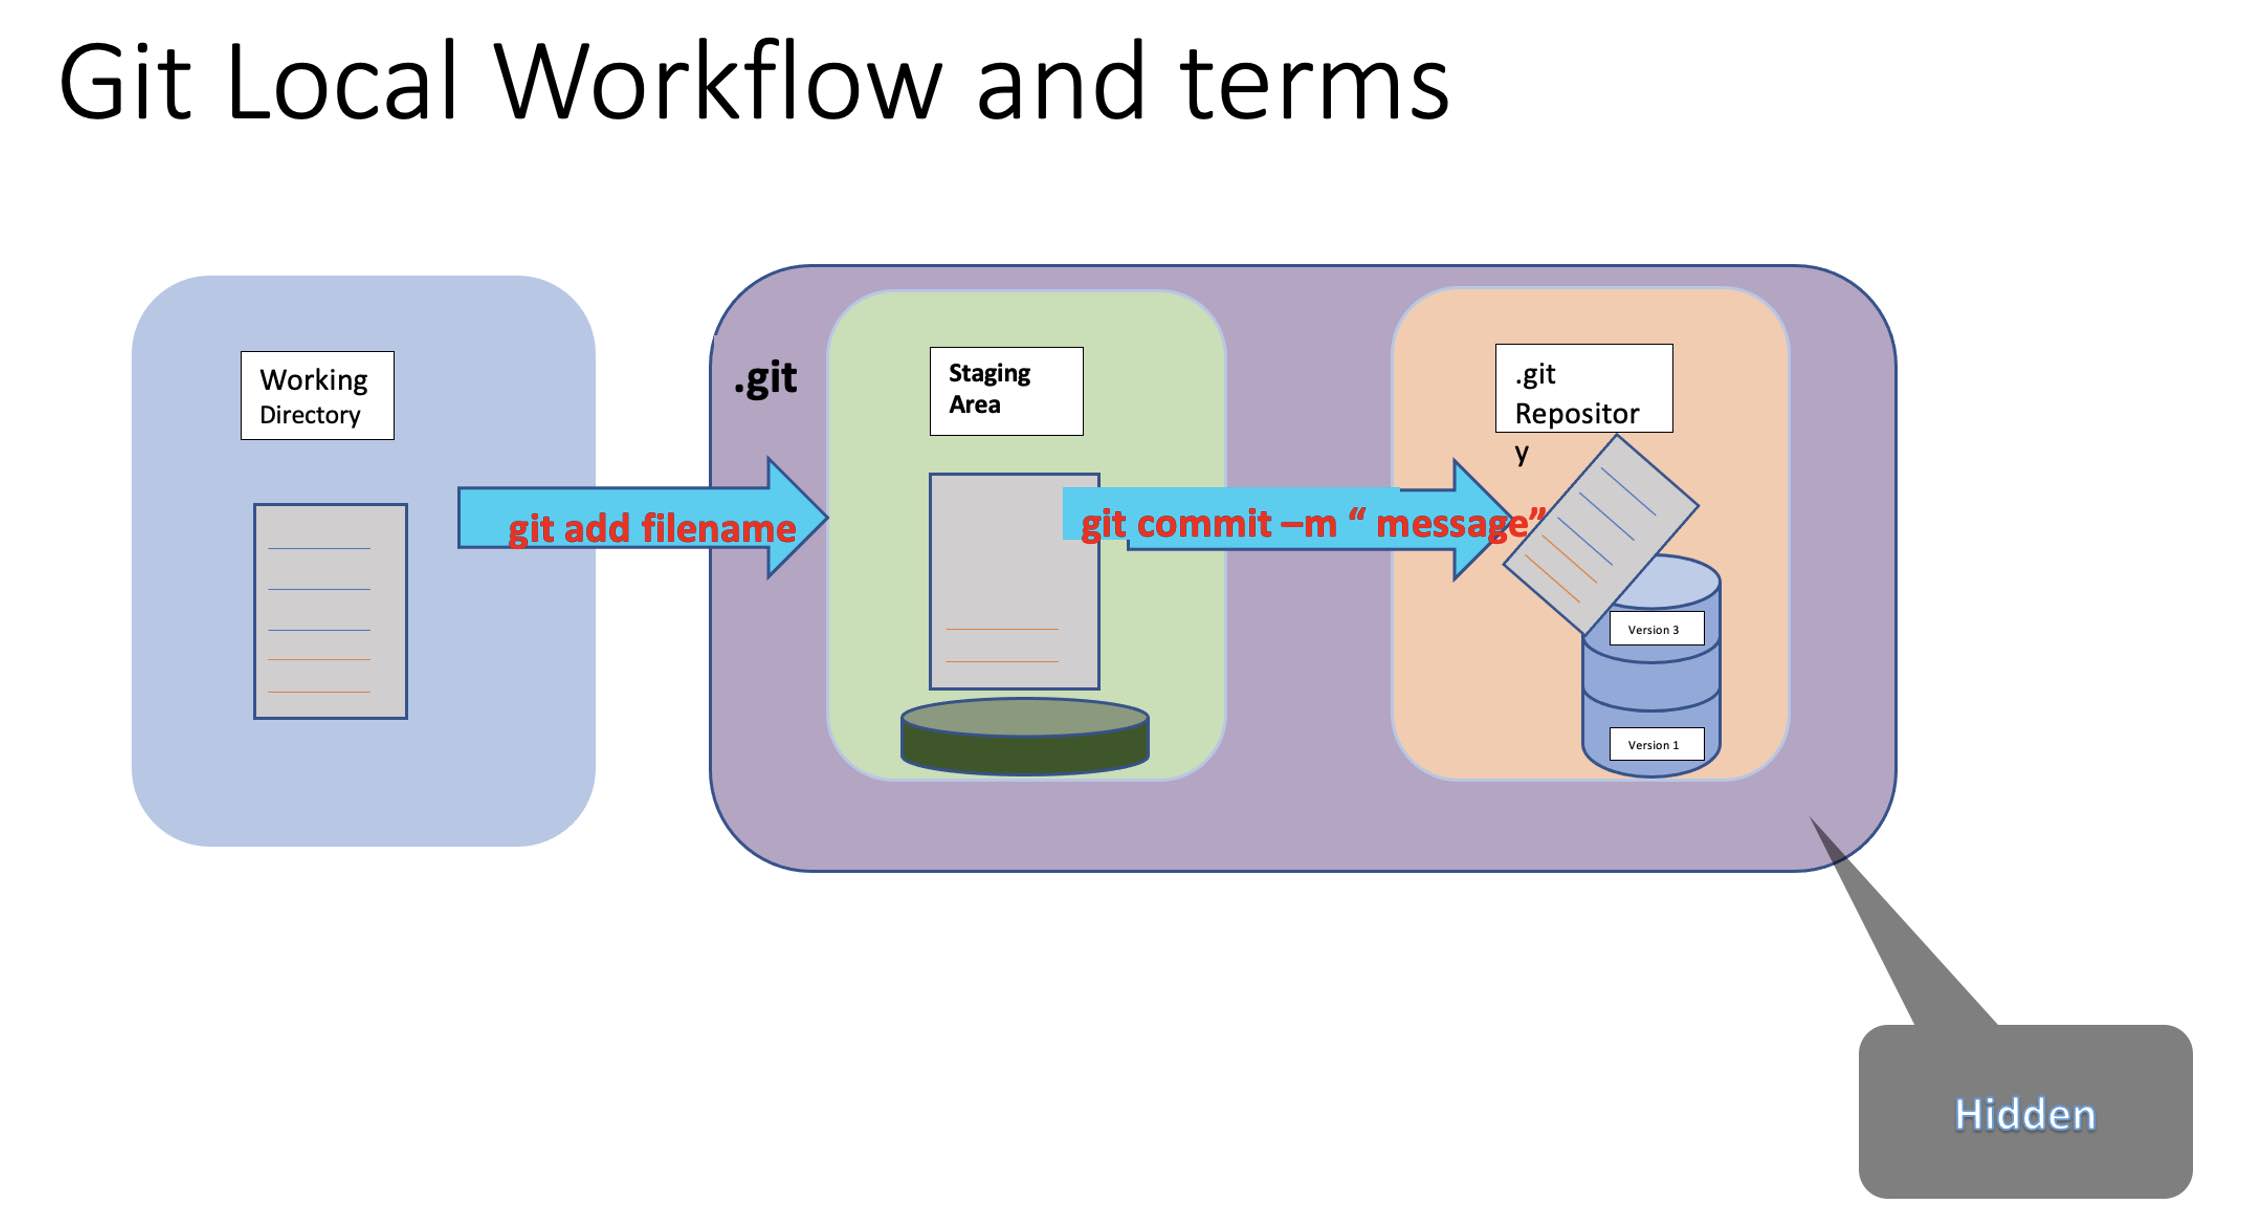 Git Local Workflow and terms
Working
Directory
.git
Staging
Area
.git
Repositor
y
git add filename
git commit –m “ message”
Version 3
Version 1
Hidden